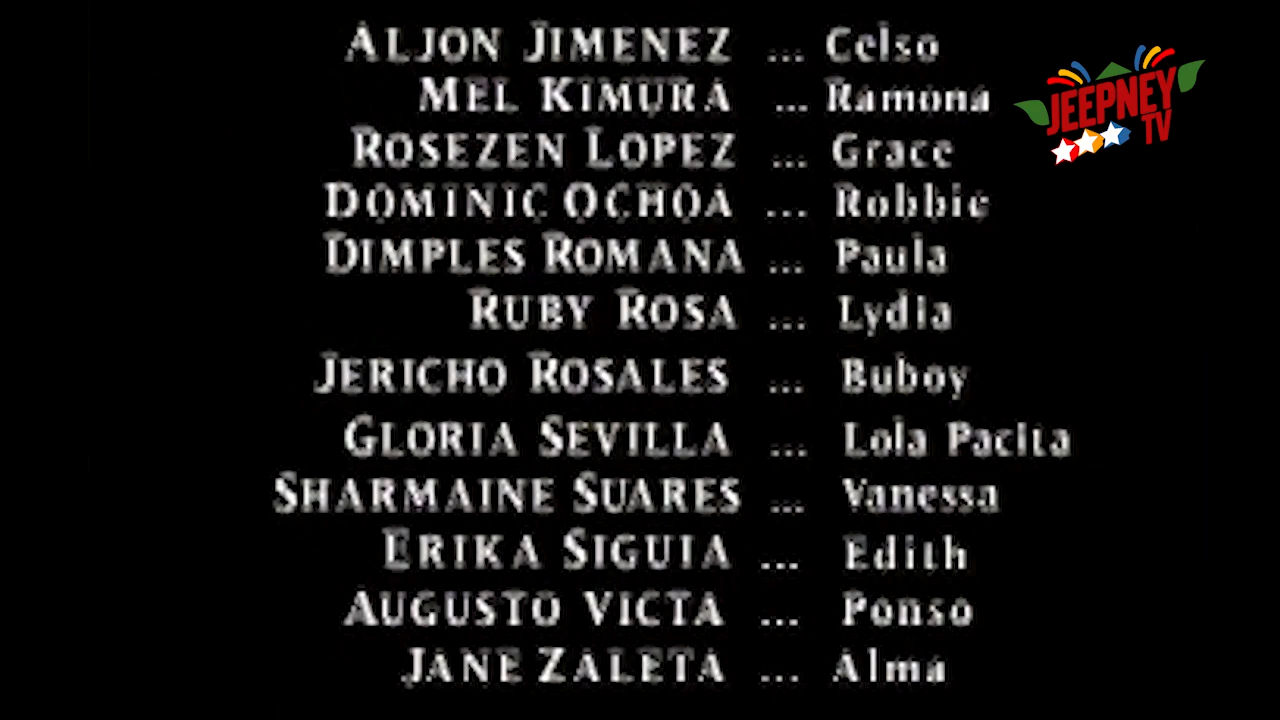 ALJON JIMENEZ ... Celso
MEL KIMURA ... Ramona
ROSEZEN LOPEZ ... Grace
DOMINIC OCHOA ... Robbie
DIMPLES ROMANA ... Paula
RUBY ROSA ... Lydia
JERICHO ROSALES ... Buboy
GLORIA SEVILLA ... Lola Pacita
SHARMAINE SUARES ... Vanessa
ERIKA SIGUIA ... Edith
AUGUSTO VICTA ... Ponso
JANE ZALETA ... Alma
JEEPNEY
TV